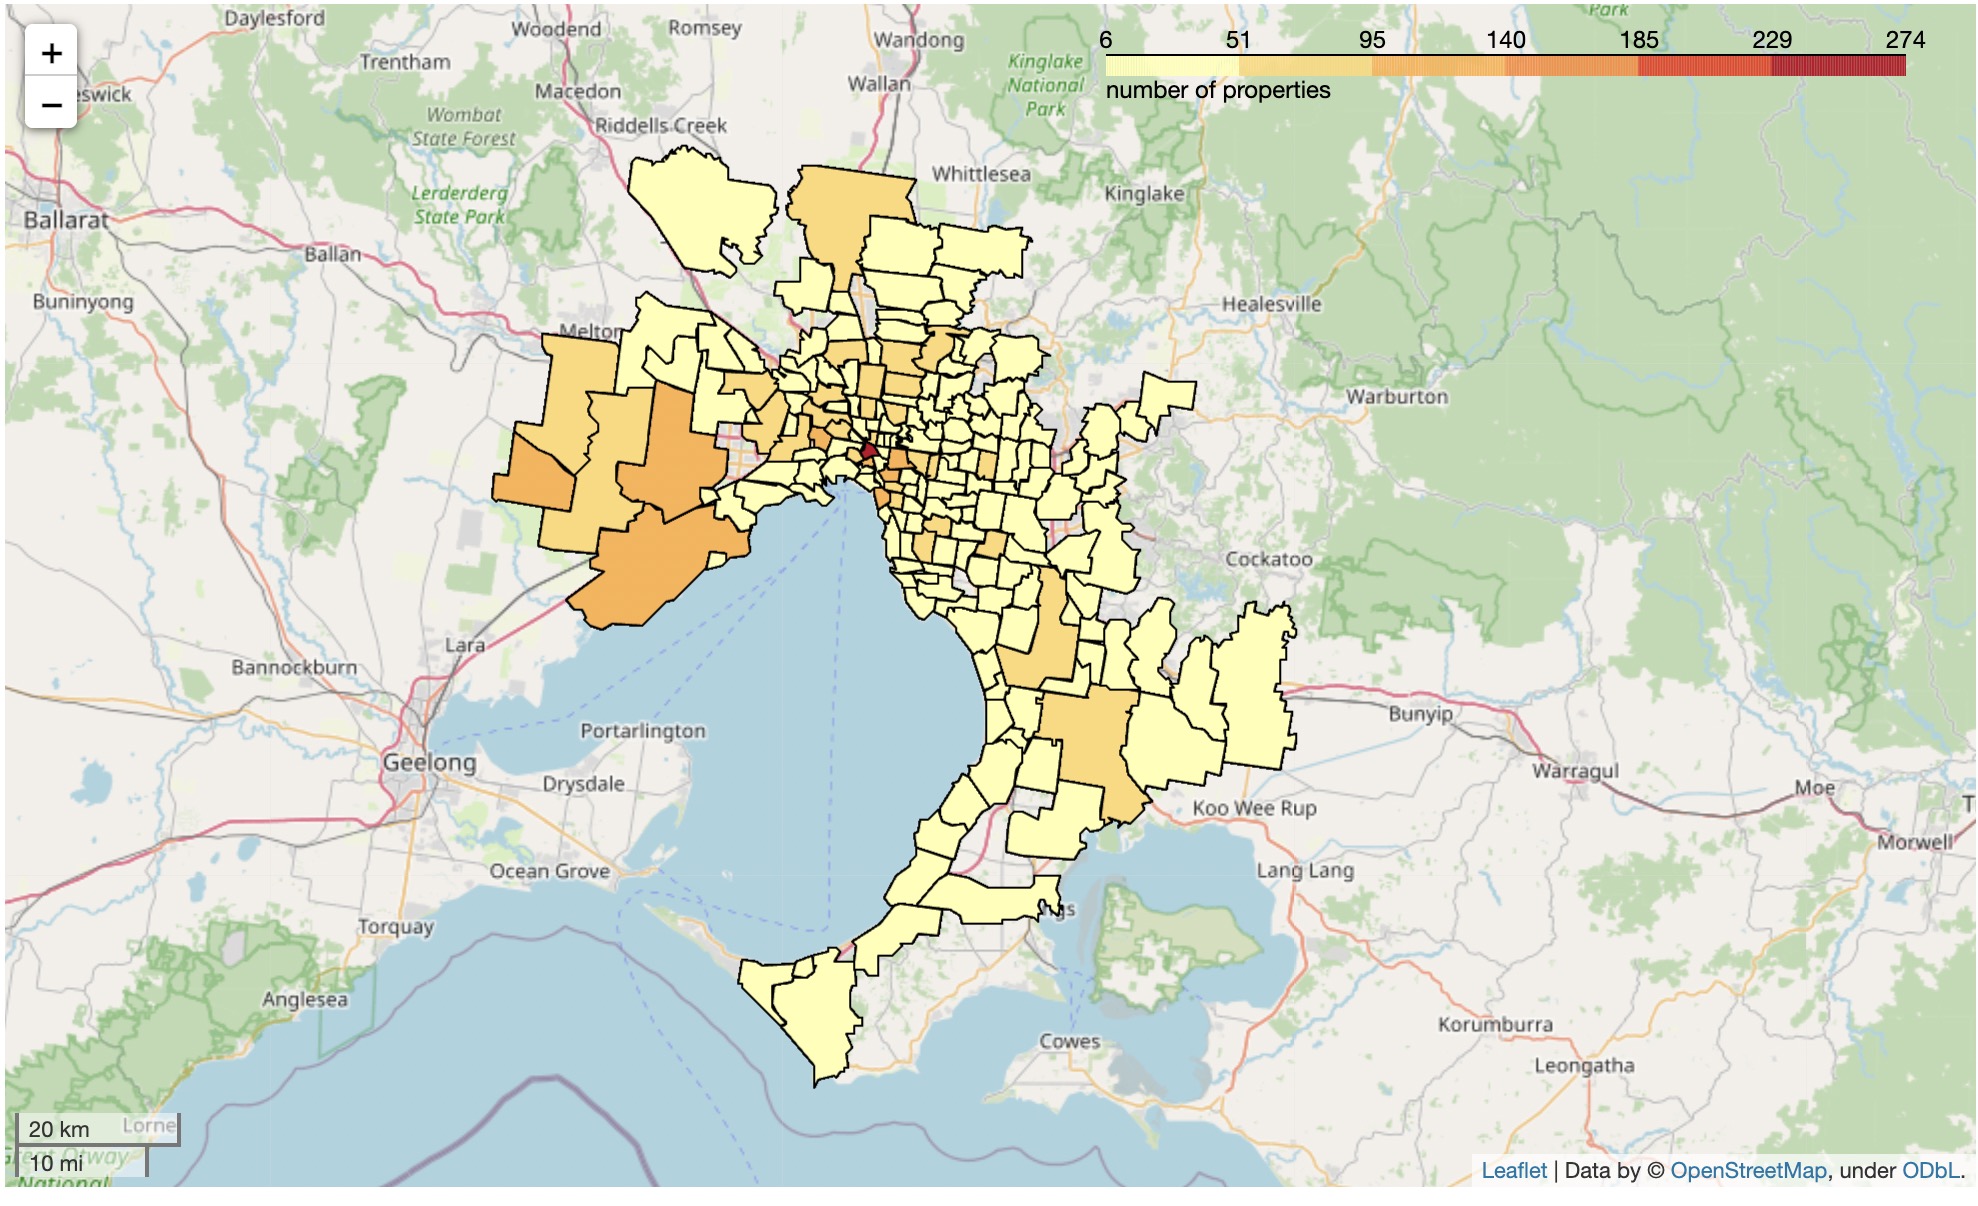 Daylesford
Woodend
Romsey
Wandong
Park
+
−
Trentham
Macedon
Wallan
Kinglake
National
Park
6 51 95 140 185 229 274
number of properties
eswick
Wombat
State Forest
Riddells Creek
Whittlesea
Kinglake
Lerderderg
State Park
Ballarat
Ballan
Buninyong
Melton
Healesville
Warburton
Cockatoo
Lara
Bannockburn
Portarlington
Bunyip
Geelong
Drysdale
Warragul
Moe
T
Koo Wee Rup
Morwell
Ocean Grove
Lang Lang
ngs
Torquay
Anglesea
Cowes
Korumburra
Leongatha
20 km
Lorne
10 mi
Great Otway
National
Leaflet | Data by © OpenStreetMap, under ODbL.